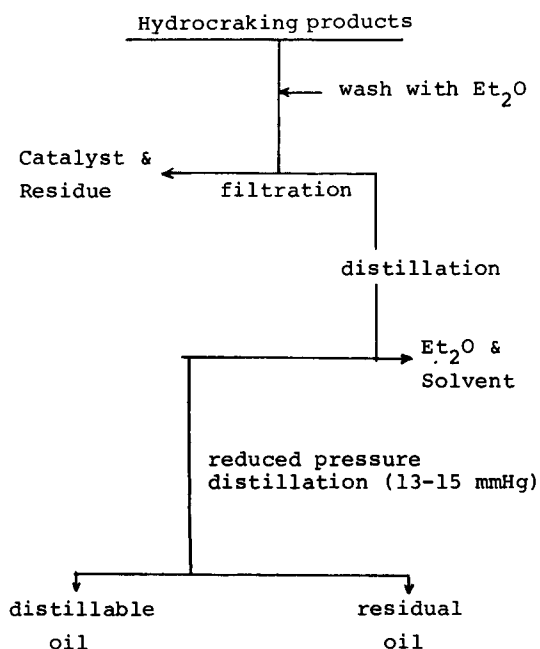 Hydrocraking products
wash with Et₂O
Catalyst &
Residue
filtration
distillation
Et₂O &
Solvent
reduced pressure
distillation (13-15 mmHg)
distillable
oil
residual
oil